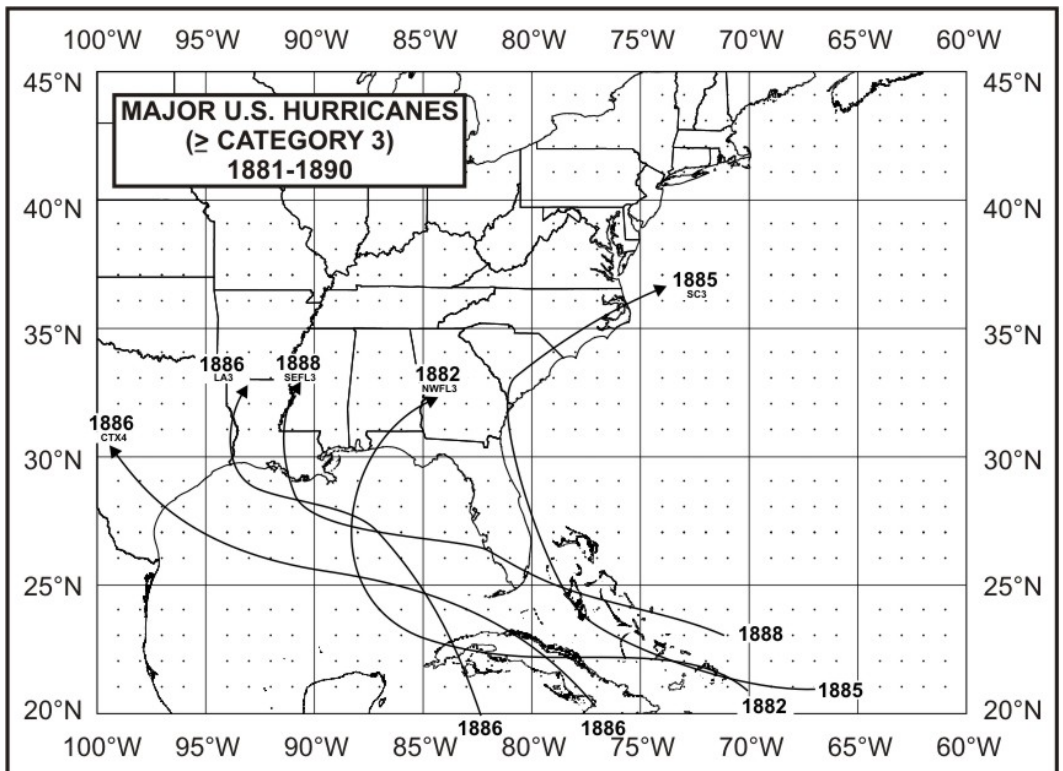 100°W 95°W 90°W 85°W 80°W 75°W 70°W 65°W 60°W
45°N 45°N
MAJOR U.S. HURRICANES
(≥ CATEGORY 3)
1881-1890
40°N 40°N
1885
SC3
35°N 35°N
1886
LA3
1888
SEFL3
1882
NWFL3
1886
CTX4
30°N 30°N
25°N 25°N
1888
1885
1882
20°N 20°N
1886 1886
100°W 95°W 90°W 85°W 80°W 75°W 70°W 65°W 60°W